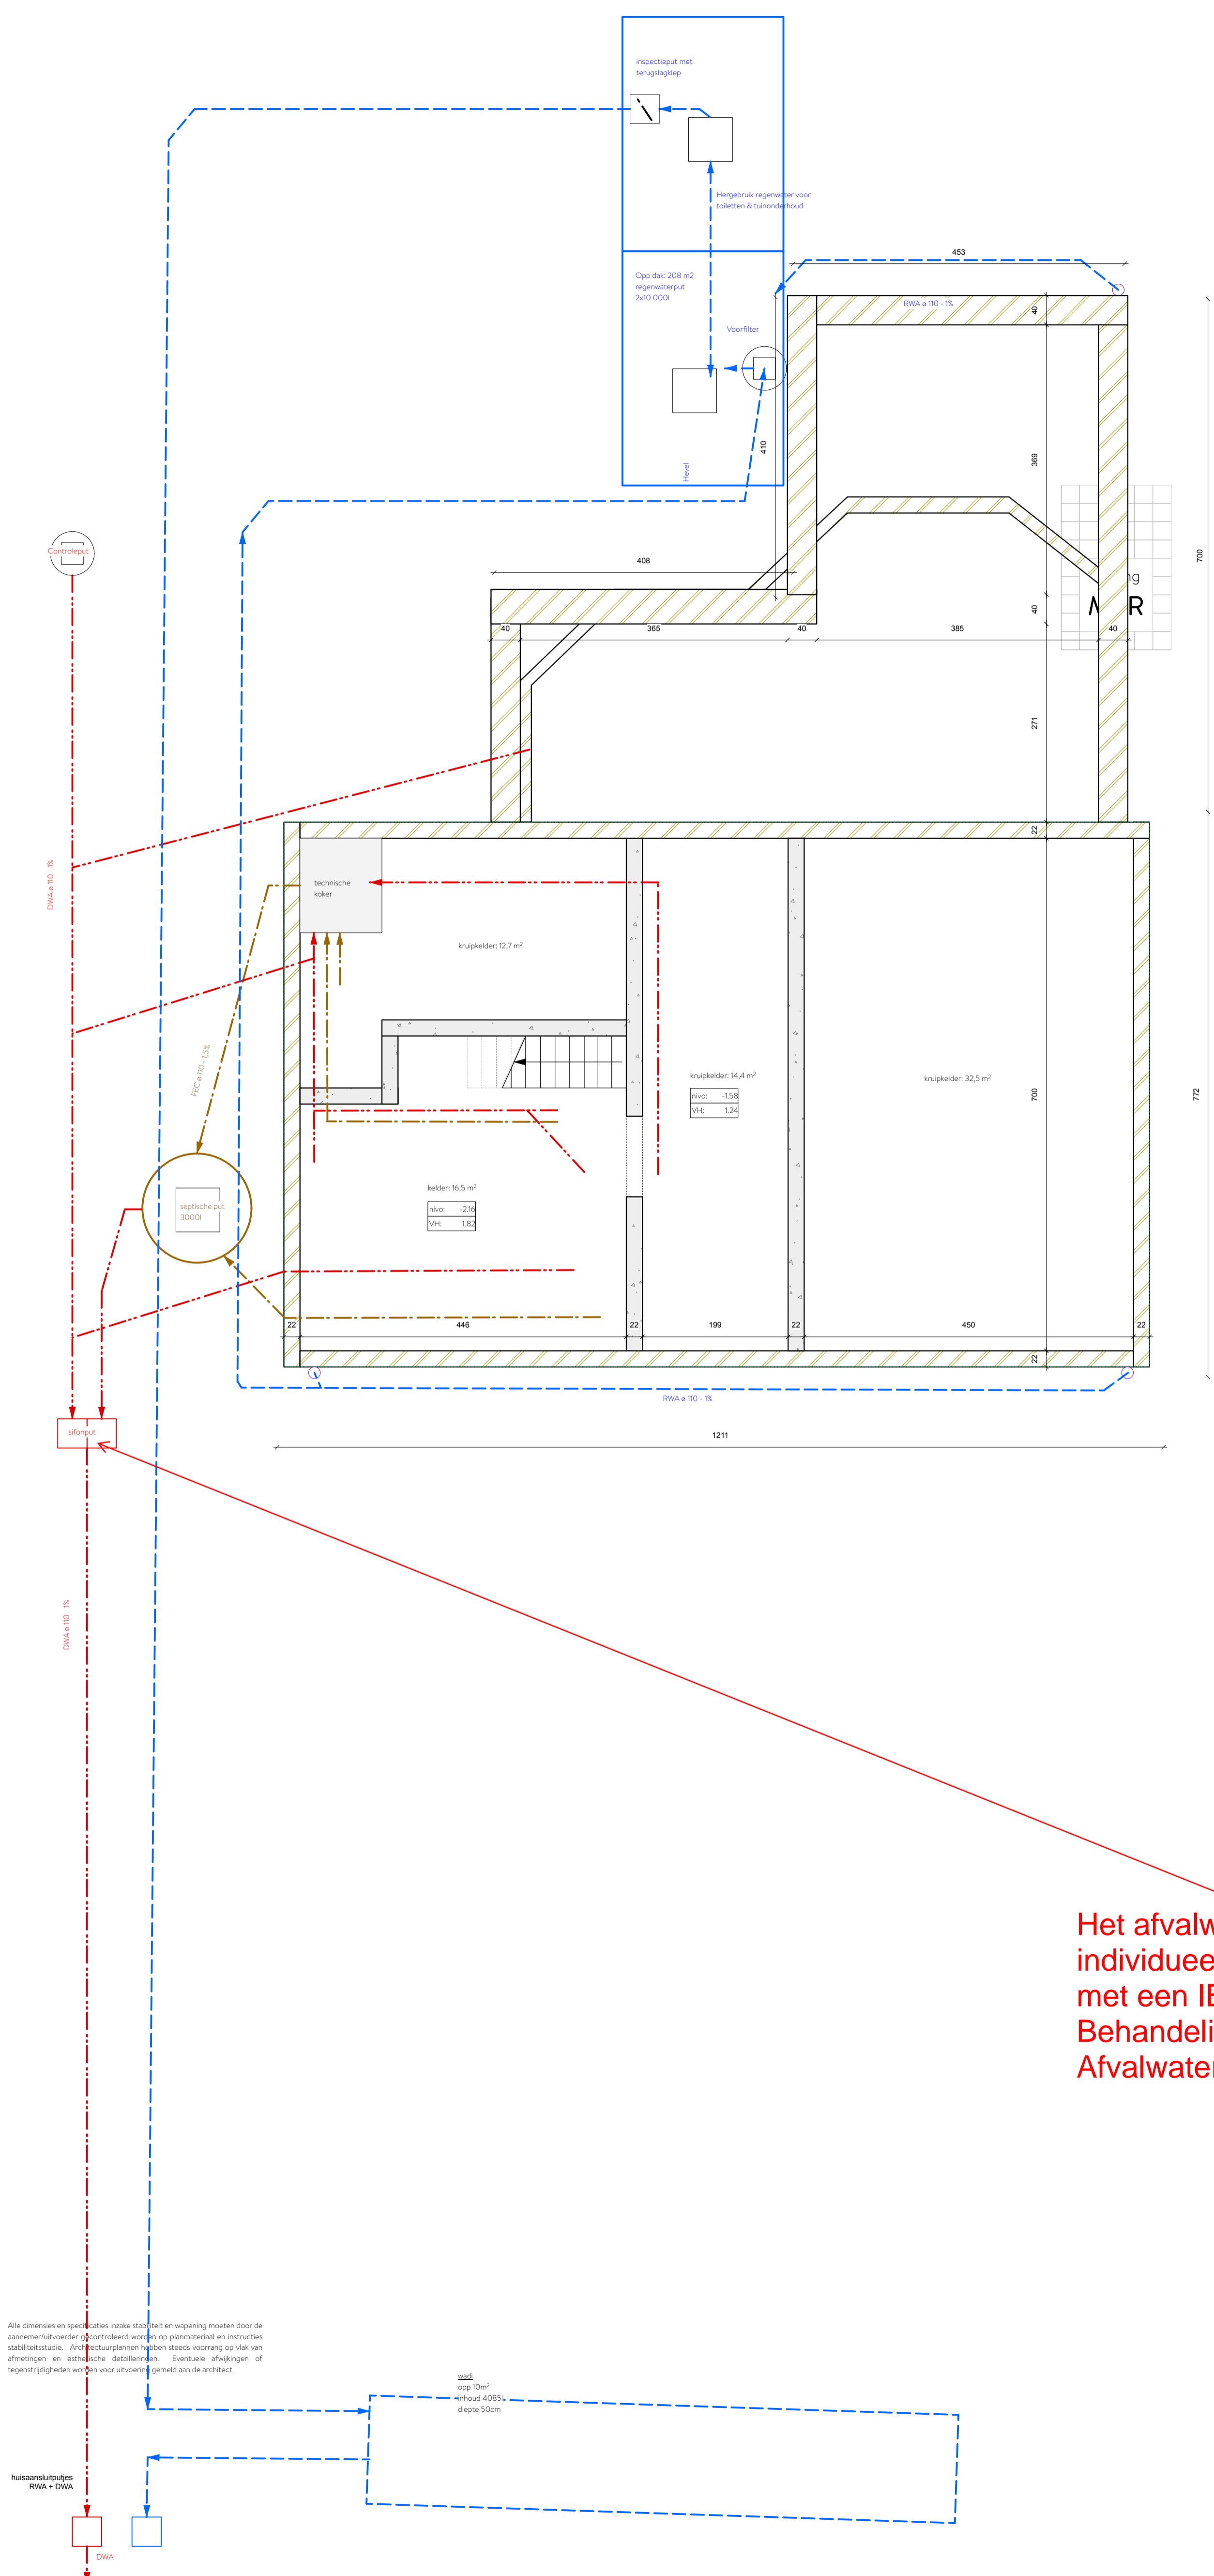 inspectieput met
terugslagklep
Hergebruik regenwater voor
toiletten & tuinonderhoud
453
Opp dak: 208 m2
regenwaterput
2x10 000l
RWA ø 110 - 1%
40
Voorfilter
410
369
Hevel
700
Controleput
408
40
40
365
40
385
40
271
DWA ø 110 - 1%
22
technische
koker
kruipkelder: 12,7 m²
FEC ø 110 - 1,5%
kruipkelder: 14,4 m²
nivo: -1.58
VH: 1.24
kruipkelder: 32,5 m²
700
772
kelder: 16,5 m²
nivo: -2.16
VH: 1.82
septische put
3000l
22
446
22
199
22
450
22
22
RWA ø 110 - 1%
sifonput
1211
DWA ø 110 - 1%
Het afvalw
individuee
met een
Behandeli
Afvalwater
Alle dimensies en specificaties inzake stabiliteit en wapening moeten door de
aannemer/uitvoerder gecontroleerd worden op planmateriaal en instructies
stabiliteitsstudie. Architectuurplannen hebben steeds voorrang op vlak van
afmetingen en esthetische detailleringen. Eventuele afwijkingen of
tegenstrijdigheden worden voor uitvoering gemeld aan de architect.
wadi
opp 10m²
inhoud 4085l
diepte 50cm
huisaansluitputjes
RWA + DWA
DWA